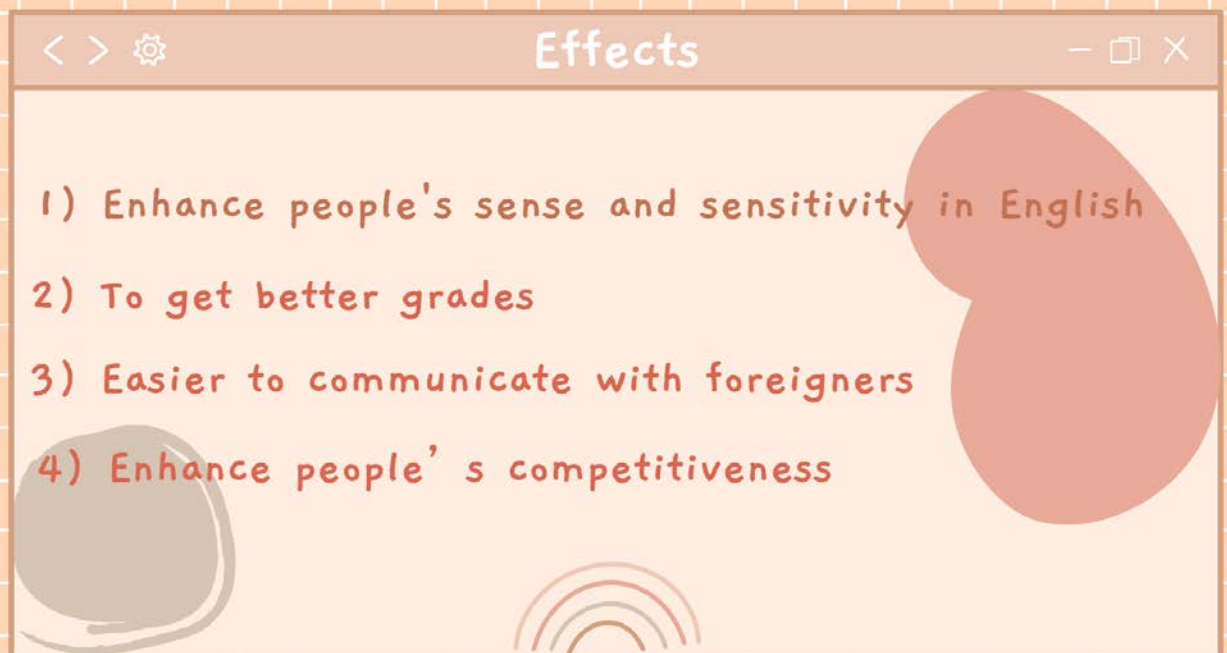 Effects
1) Enhance people's sense and sensitivity in English
2) To get better grades
3) Easier to communicate with foreigners
4) Enhance people’ s competitiveness